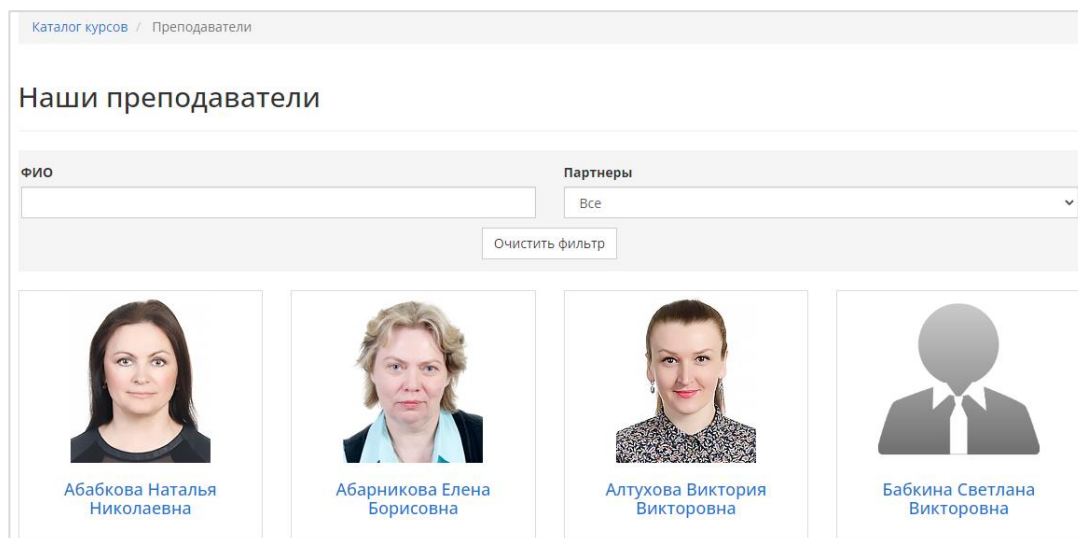 Каталог курсов / Преподаватели
Наши преподаватели
ФИО
Партнеры
Все
Очистить фильтр
Абабкова Наталья
Николаевна
Абарникова Елена
Борисовна
Алтухова Виктория
Викторовна
Бабкина Светлана
Викторовна